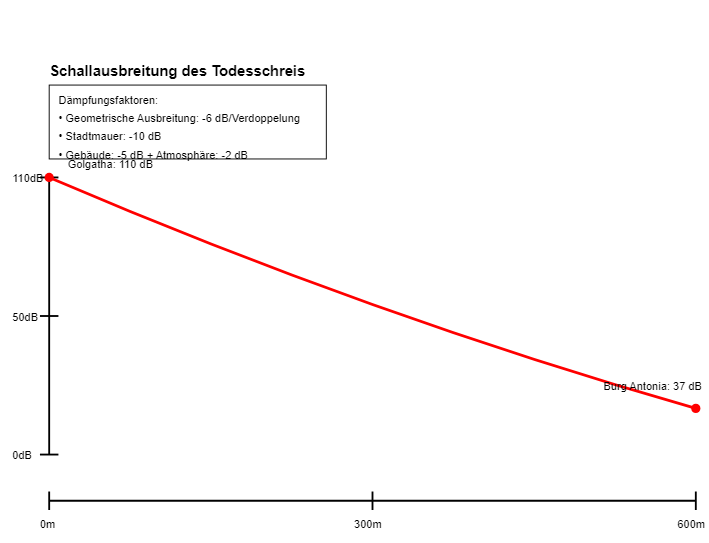 Schallausbreitung des Todesschreis
Dämpfungsfaktoren:
• Geometrische Ausbreitung: -6 dB/Verdoppelung
• Stadtmauer: -10 dB
• Gebäude: -5 dB + Atmosphäre: -2 dB
Golgatha: 110 dB
110dB
50dB
Burg Antonia: 37 dB
0dB
0m
300m
600m